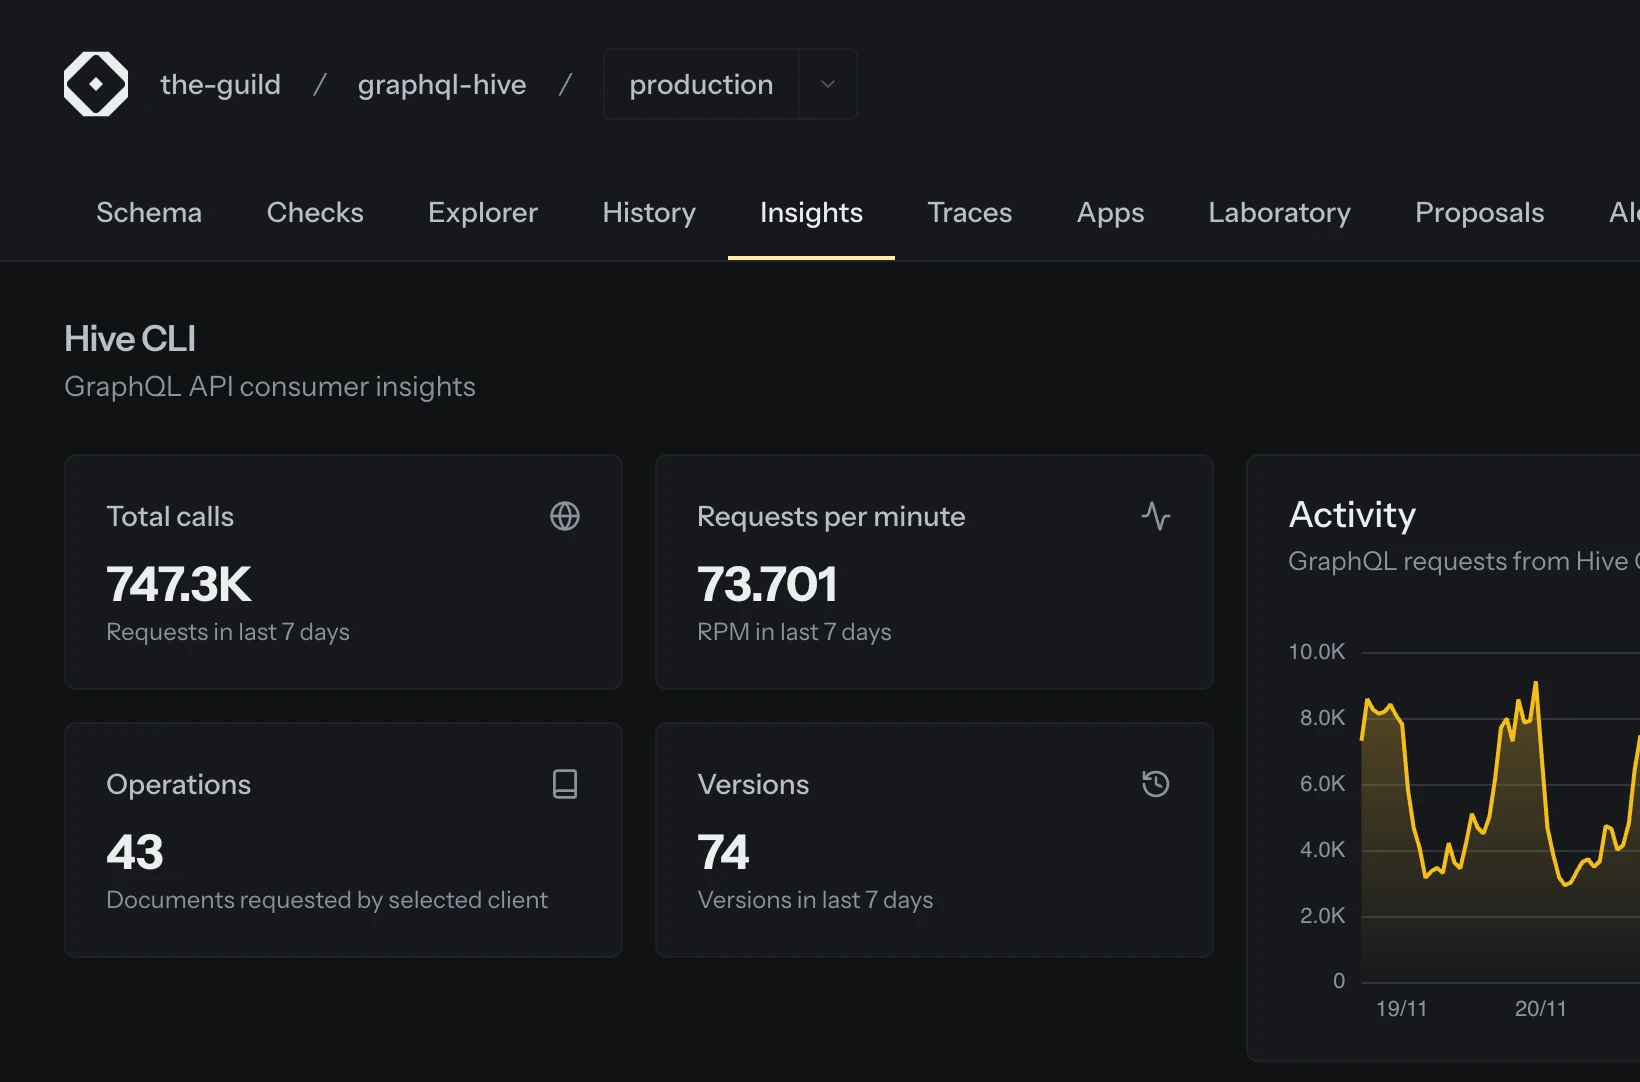 the-guild / graphql-hive / production
Schema Checks Explorer History Insights Traces Apps Laboratory Proposals
Hive CLI
GraphQL API consumer insights
Total calls
747.3K
Requests in last 7 days
Requests per minute
73.701
RPM in last 7 days
Operations
43
Documents requested by selected client
Versions
74
Versions in last 7 days
Activity
GraphQL requests from Hive
10.0K
8.0K
6.0K
4.0K
2.0K
0
19/11 20/11